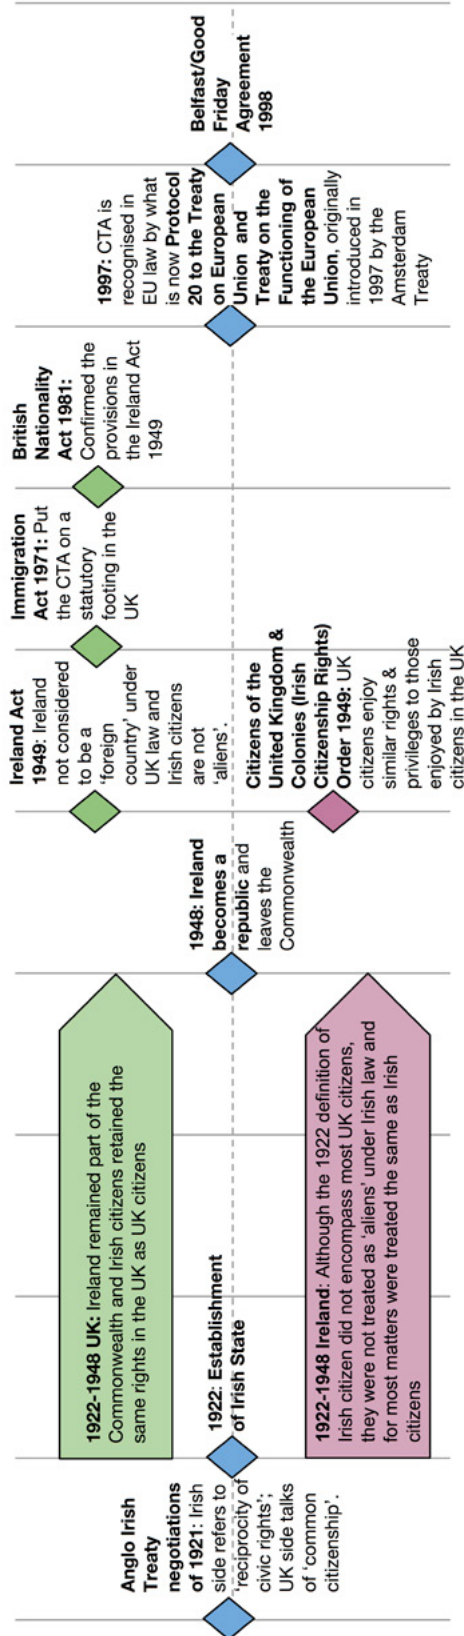 Anglo Irish
Treaty
negotiations
of 1921: Irish
side refers to
‘reciprocity of
civic rights’;
UK side talks
of ‘common
citizenship’.
1922-1948 UK: Ireland remained part of the
Commonwealth and Irish citizens retained the
same rights in the UK as UK citizens
1922: Establishment
of Irish State
1922-1948 Ireland: Although the 1922 definition of
Irish citizen did not encompass most UK citizens,
they were not treated as ‘aliens’ under Irish law and
for most matters were treated the same as Irish
citizens
1948: Ireland
becomes a
republic and
leaves the
Commonwealth
Ireland Act
1949: Ireland
not considered
to be a
‘foreign
country’ under
UK law and
Irish citizens
are not
‘aliens’.
Citizens of the
United Kingdom &
Colonies (Irish
Citizenship Rights)
Order 1949: UK
citizens enjoy
similar rights &
privileges to those
enjoyed by Irish
citizens in the UK
Immigration
Act 1971: Put
the CTA on a
statutory
footing in the
UK
British
Nationality
Act 1981:
Confirmed the
provisions in
the Ireland Act
1949
1997: CTA is
recognised in
EU law by what
is now Protocol
20 to the Treaty
on European
Union and
Treaty on the
Functioning of
the European
Union, originally
introduced in
1997 by the
Amsterdam
Treaty
Belfast/Good
Friday
Agreement
1998